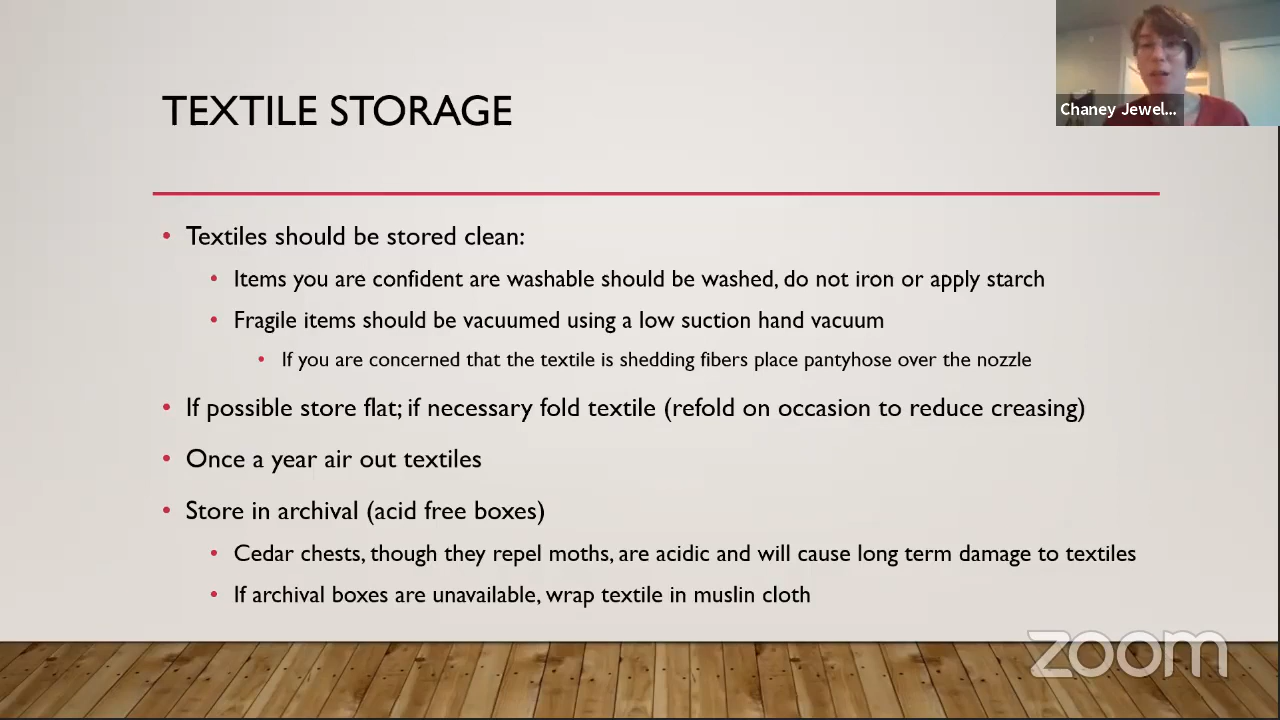 Chaney Jewel...
TEXTILE STORAGE
• Textiles should be stored clean:
• Items you are confident are washable should be washed, do not iron or apply starch
• Fragile items should be vacuumed using a low suction hand vacuum
• If you are concerned that the textile is shedding fibers place pantyhose over the nozzle
• If possible store flat; if necessary fold textile (refold on occasion to reduce creasing)
• Once a year air out textiles
• Store in archival (acid free boxes)
• Cedar chests, though they repel moths, are acidic and will cause long term damage to textiles
• If archival boxes are unavailable, wrap textile in muslin cloth
zoom